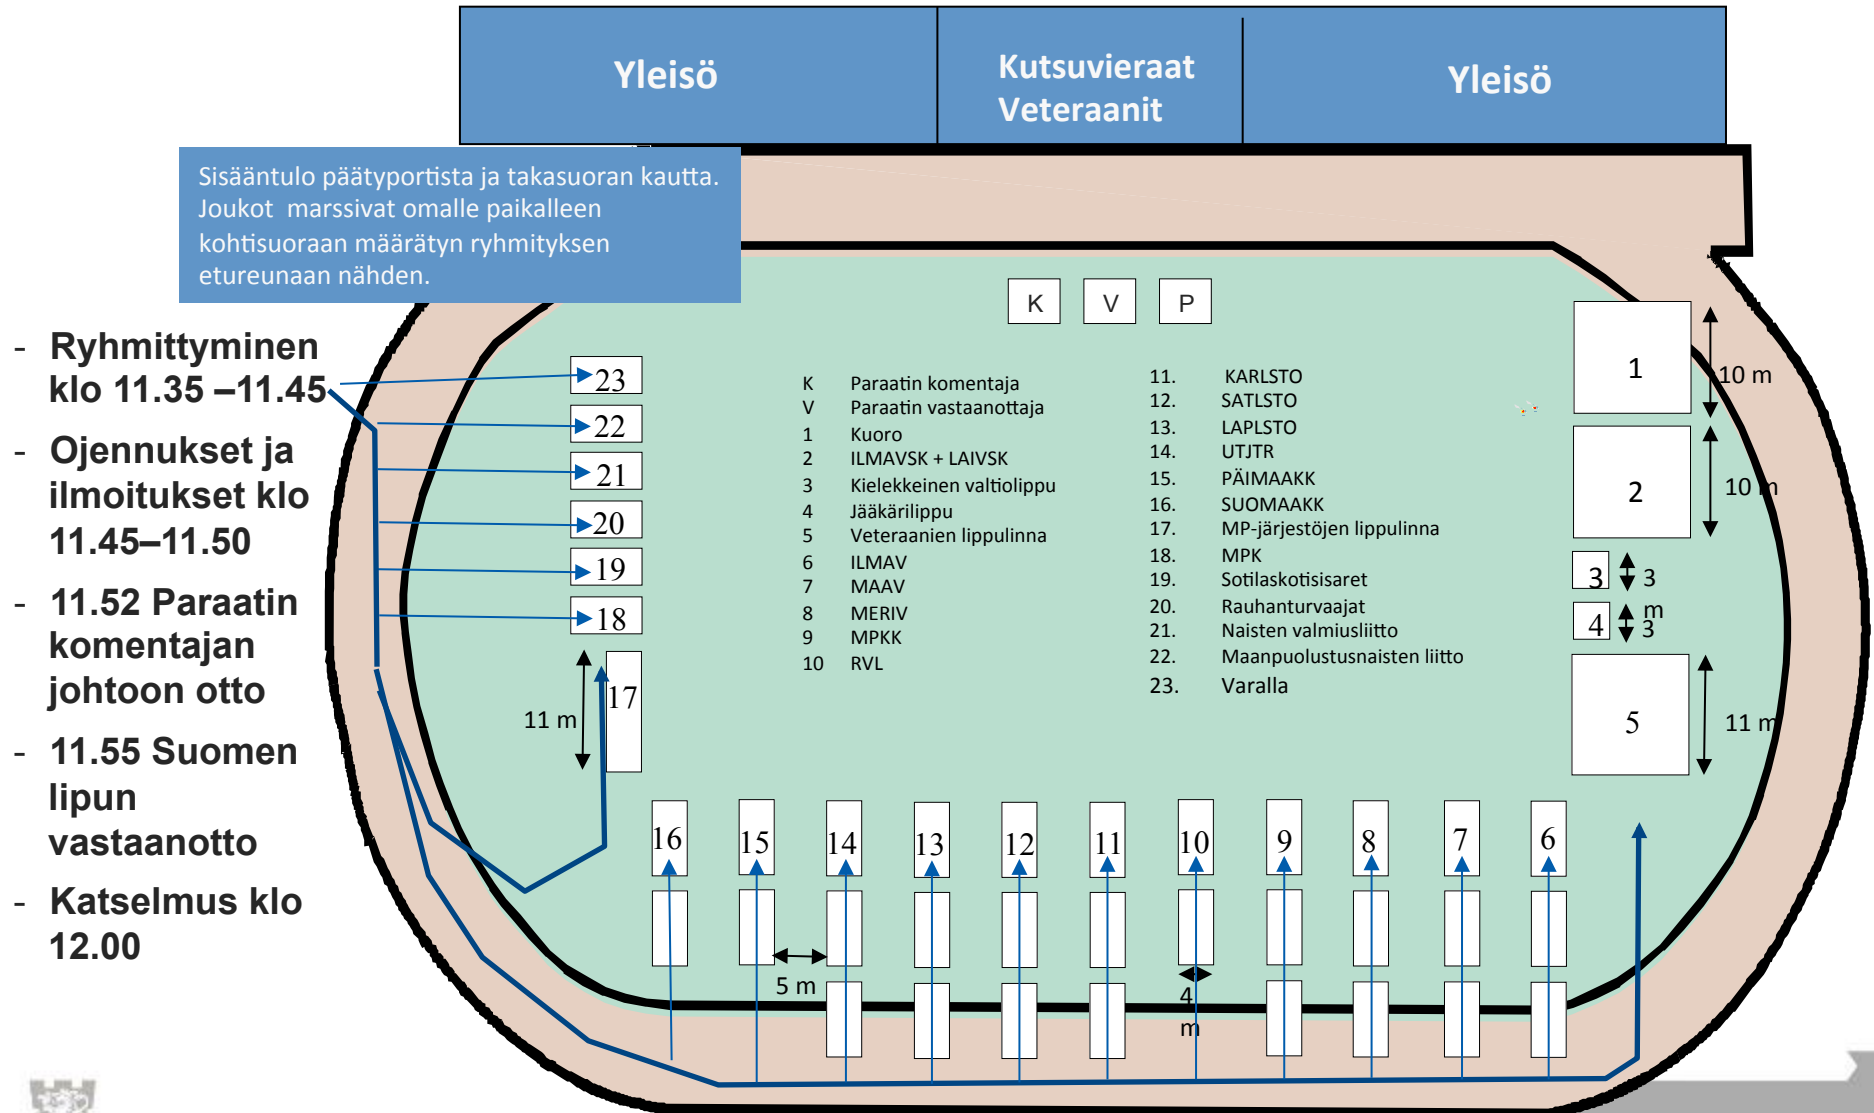 Yleisö
Kutsuvieraat
Veteraanit
Yleisö
Sisääntulo päätyportista ja takasuoran kautta.
Joukot marssivat omalle paikalleen
kohtisuoraan määrätyn ryhmityksen
etureunaan nähden.
- Ryhmittyminen
klo 11.35 –11.45
- Ojennukset ja
ilmoitukset klo
11.45–11.50
- 11.52 Paraatin
komentajan
johtoon otto
- 11.55 Suomen
lipun
vastaanotto
- Katselmus klo
12.00
K
V
P
23
22
21
20
19
18
17
11 m
K Paraatin komentaja
V Paraatin vastaanottaja
1 Kuoro
2 ILMAVSK + LAIVSK
3 Kielekkeinen valtiolippu
4 Jääkärilippu
5 Veteraanien lippulinna
6 ILMAV
7 MAAV
8 MERIV
9 MPKK
10 RVL
11. KARLSTO
12. SATLSTO
13. LAPLSTO
14. UTJTR
15. PÄIMAAKK
16. SUOMAAKK
17. MP-järjestöjen lippulinna
18. MPK
19. Sotilaskotisisaret
20. Rauhanturvaajat
21. Naisten valmiusliitto
22. Maanpuolustusnaisten liitto
23. Varalla
1
10 m
2
10 m
3
3
m
4
3
5
11 m
16
15
14
13
12
11
10
9
8
7
6
5 m
4
m